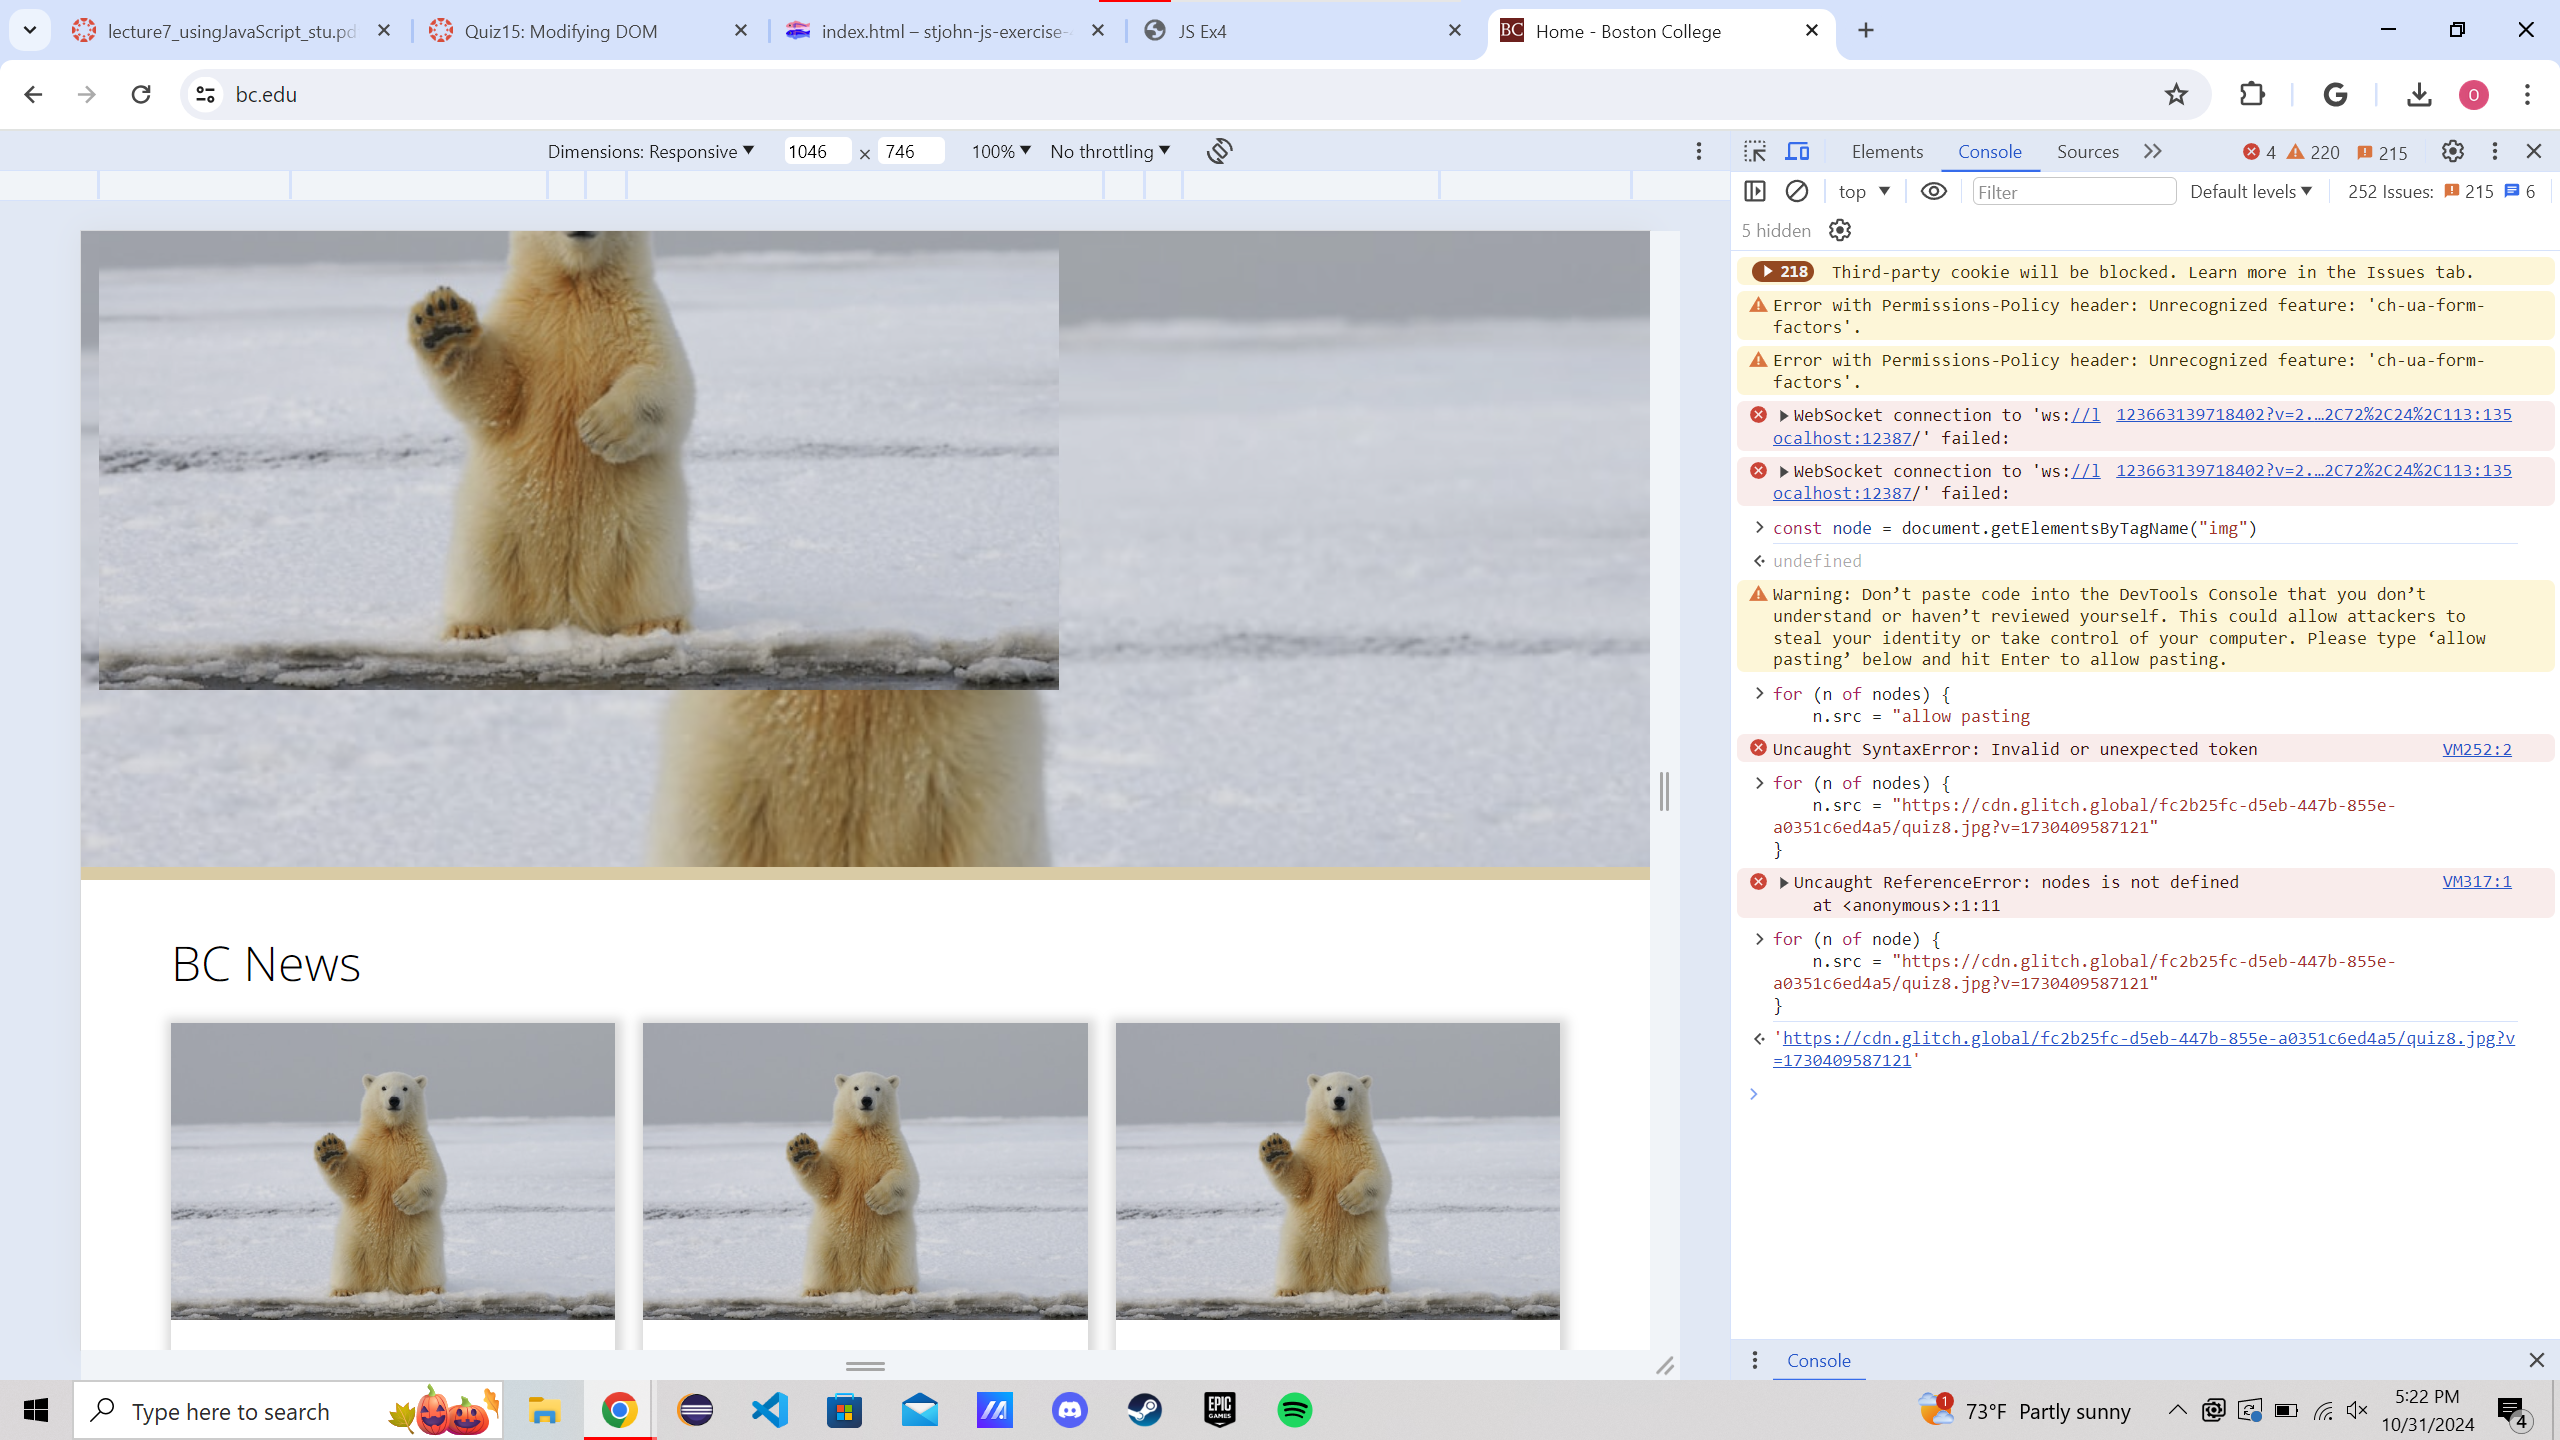 lecture7_usingJavaScript_stu.pd
Quiz15: Modifying DOM
index.html – stjohn-js-exercise-
JS Ex4
BC
Home - Boston College
bc.edu
G
O
Dimensions: Responsive
1046 × 746
100%
No throttling
Elements
Console
Sources
4
220
215
top
Filter
Default levels
252 Issues: 215 6
5 hidden
218 Third-party cookie will be blocked. Learn more in the Issues tab.
Error with Permissions-Policy header: Unrecognized feature: 'ch-ua-form-
factors'.
Error with Permissions-Policy header: Unrecognized feature: 'ch-ua-form-
factors'.
WebSocket connection to 'ws://l 123663139718402?v=2.…2C72%2C24%2C113:135
ocalhost:12387/' failed:
WebSocket connection to 'ws://l 123663139718402?v=2.…2C72%2C24%2C113:135
ocalhost:12387/' failed:
const node = document.getElementsByTagName("img")
undefined
Warning: Don’t paste code into the DevTools Console that you don’t
understand or haven’t reviewed yourself. This could allow attackers to
steal your identity or take control of your computer. Please type ‘allow
pasting’ below and hit Enter to allow pasting.
for (n of nodes) {
n.src = "allow pasting
Uncaught SyntaxError: Invalid or unexpected token VM252:2
for (n of nodes) {
n.src = "https://cdn.glitch.global/fc2b25fc-d5eb-447b-855e-
a0351c6ed4a5/quiz8.jpg?v=1730409587121"
}
Uncaught ReferenceError: nodes is not defined VM317:1
at <anonymous>:1:11
for (n of node) {
n.src = "https://cdn.glitch.global/fc2b25fc-d5eb-447b-855e-
a0351c6ed4a5/quiz8.jpg?v=1730409587121"
}
'https://cdn.glitch.global/fc2b25fc-d5eb-447b-855e-a0351c6ed4a5/quiz8.jpg?v
=1730409587121'
BC News
Console
Type here to search
EPIC
GAMES
1
73°F Partly sunny
5:22 PM
10/31/2024
4